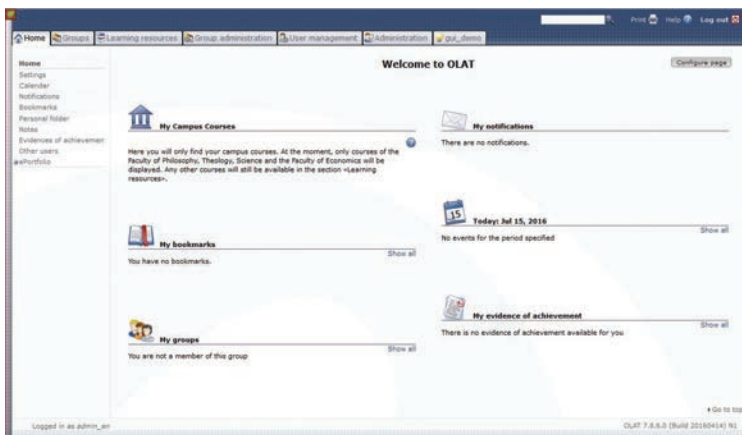 Print Help Log out
Home Groups Learning resources Group administration User management Administration gui_demo
Welcome to OLAT
Configure page
Home
Settings
Calendar
Notifications
Bookmarks
Personal folder
Notes
Evidences of achievemen
Other users
ePortfolio
My Campus Courses
Here you will only find your campus courses. At the moment, only courses of the
Faculty of Philosophy, Theology, Science and the Faculty of Economics will be
displayed. Any other courses will still be available in the section «Learning
resources».
My notifications
There are no notifications.
My bookmarks
Show all
You have no bookmarks.
15
Today: Jul 15, 2016
Show all
No events for the period specified
My groups
Show all
You are not a member of this group
My evidence of achievement
Show all
There is no evidence of achievement available for you
Go to top
Logged in as admin_en
OLAT 7.8.6.0 (Build 20160414) N1